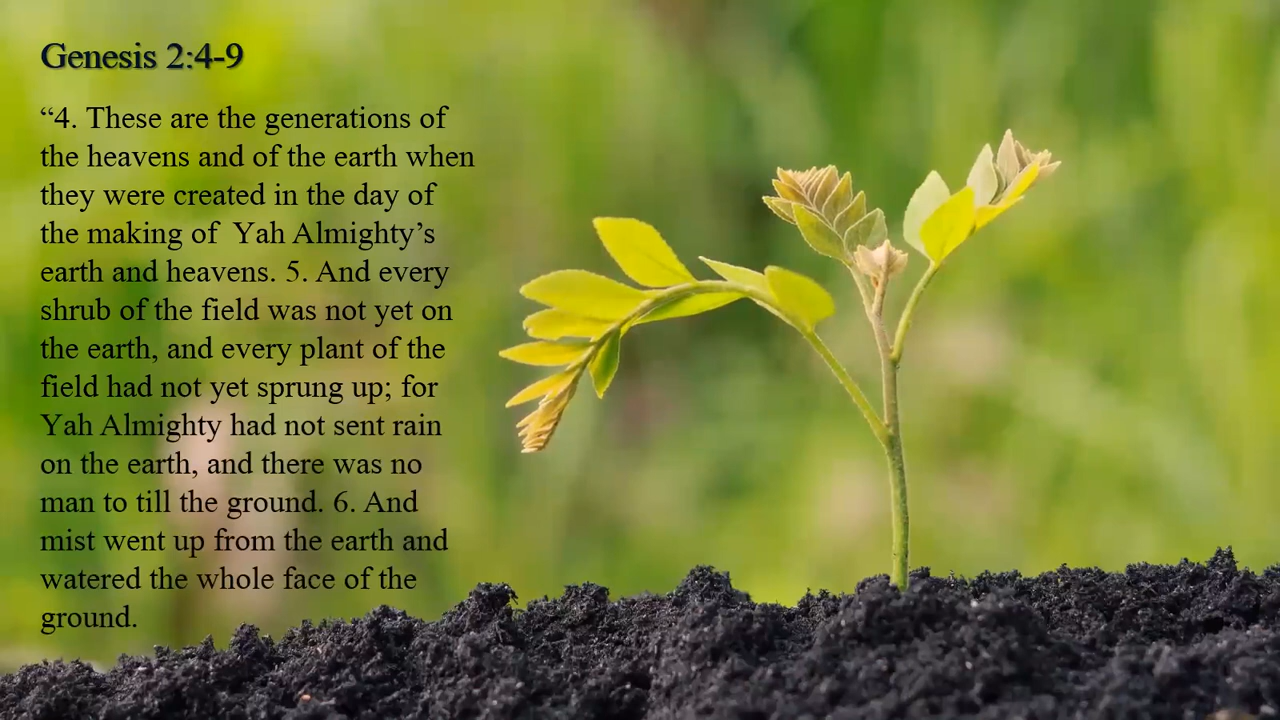 Genesis 2:4-9
“4. These are the generations of
the heavens and of the earth when
they were created in the day of
the making of  Yah Almighty’s
earth and heavens. 5. And every
shrub of the field was not yet on
the earth, and every plant of the
field had not yet sprung up; for
Yah Almighty had not sent rain
on the earth, and there was no
man to till the ground. 6. And
mist went up from the earth and
watered the whole face of the
ground.